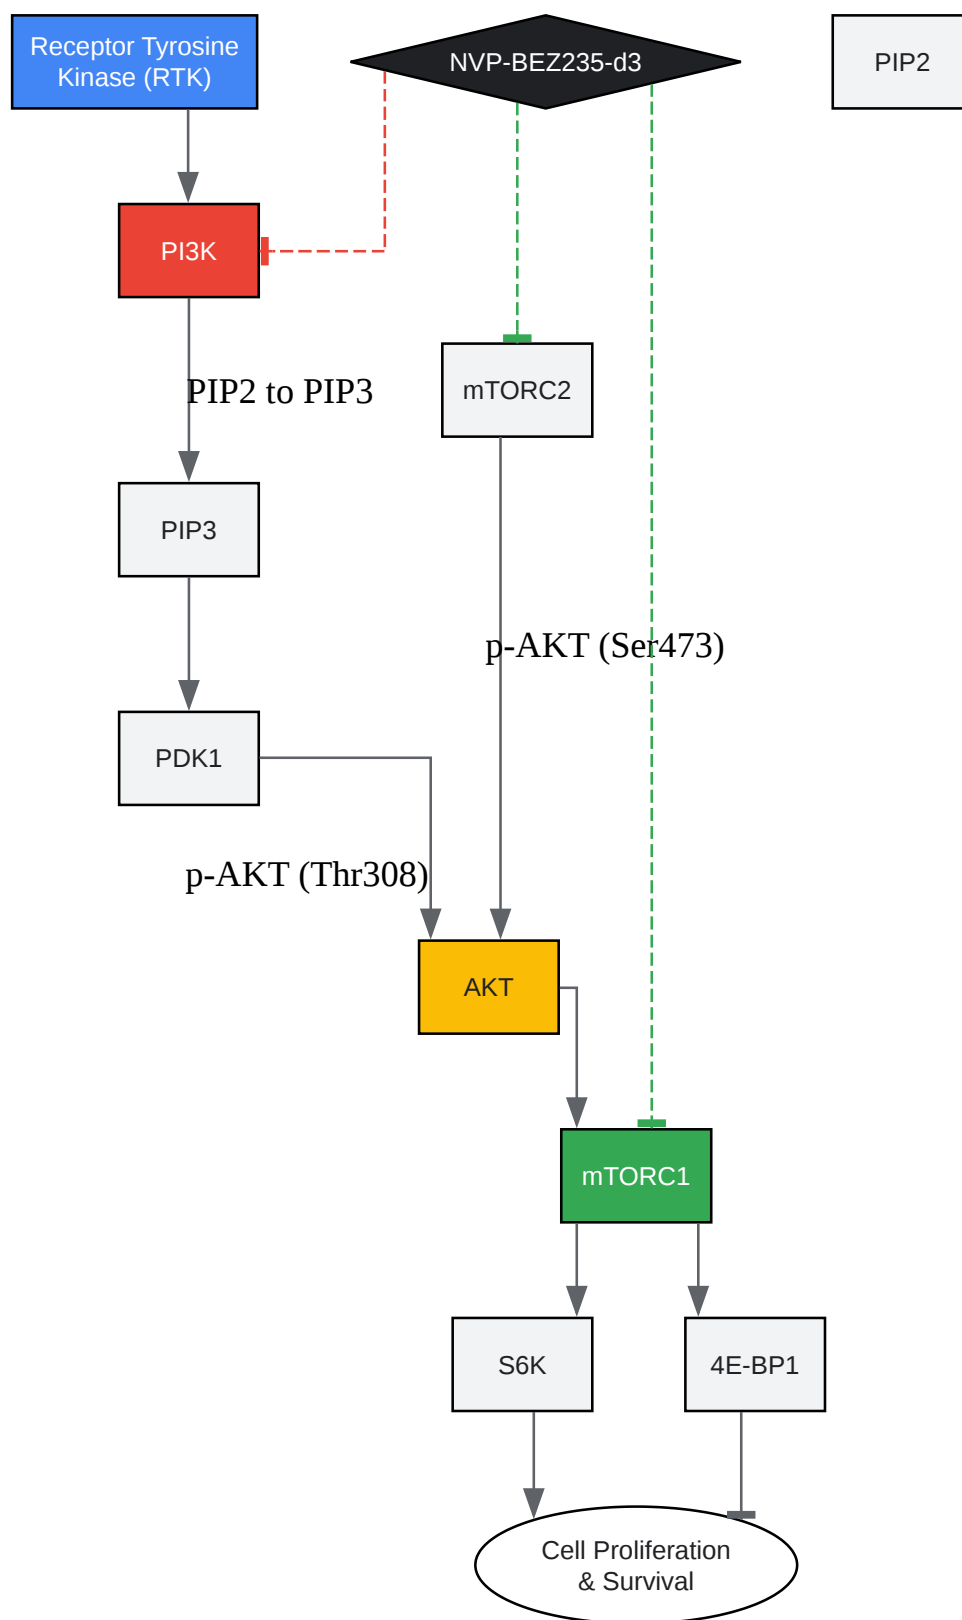 Receptor Tyrosine
Kinase (RTK)
NVP-BEZ235-d3
PIP2
PI3K
PIP2 to PIP3
mTORC2
PIP3
p-AKT (Ser473)
PDK1
p-AKT (Thr308)
AKT
mTORC1
S6K
4E-BP1
Cell Proliferation
& Survival